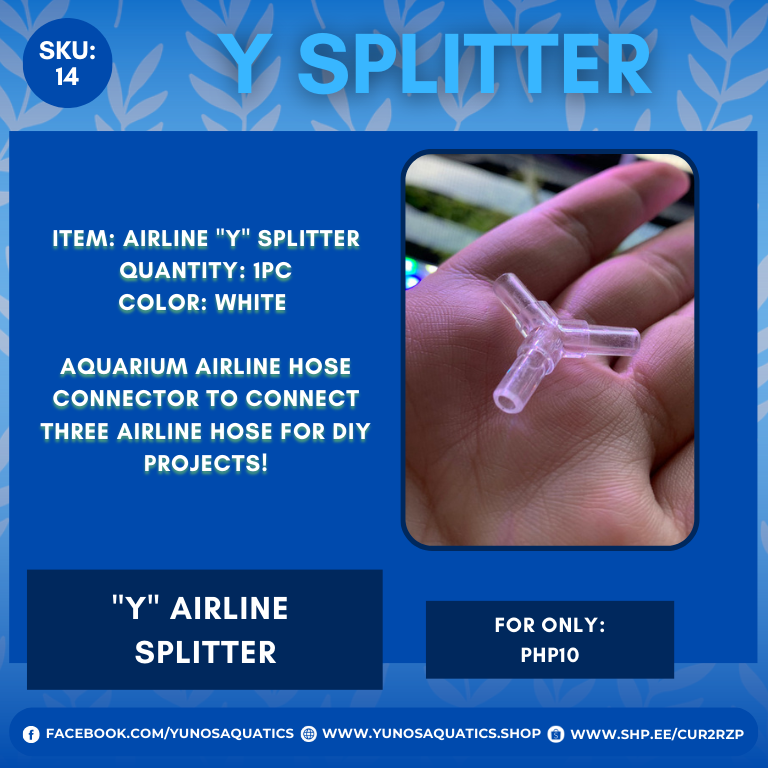 SKU:
14
Y SPLITTER
ITEM: AIRLINE "Y" SPLITTER
QUANTITY: 1PC
COLOR: WHITE
AQUARIUM AIRLINE HOSE
CONNECTOR TO CONNECT
THREE AIRLINE HOSE FOR DIY
PROJECTS!
"Y" AIRLINE
SPLITTER
FOR ONLY:
PHP10
FACEBOOK.COM/YUNOSAQUATICS WWW.YUNOSAQUATICS.SHOP WWW.SHP.EE/CUR2RZP